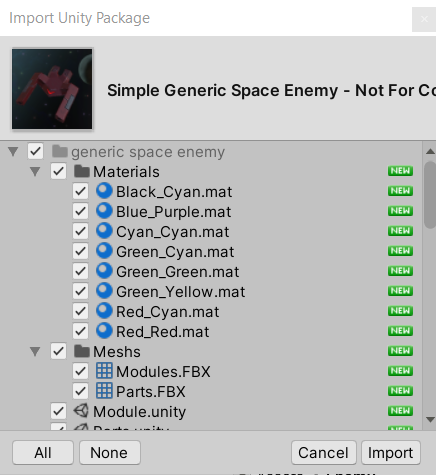 Import Unity Package
Simple Generic Space Enemy - Not For Co
generic space enemy
Materials NEW
Black_Cyan.mat NEW
Blue_Purple.mat NEW
Cyan_Cyan.mat NEW
Green_Cyan.mat NEW
Green_Green.mat NEW
Green_Yellow.mat NEW
Red_Cyan.mat NEW
Red_Red.mat NEW
Meshs NEW
Modules.FBX NEW
Parts.FBX NEW
Module.unity NEW
Parts.unity NEW
All None Cancel Import